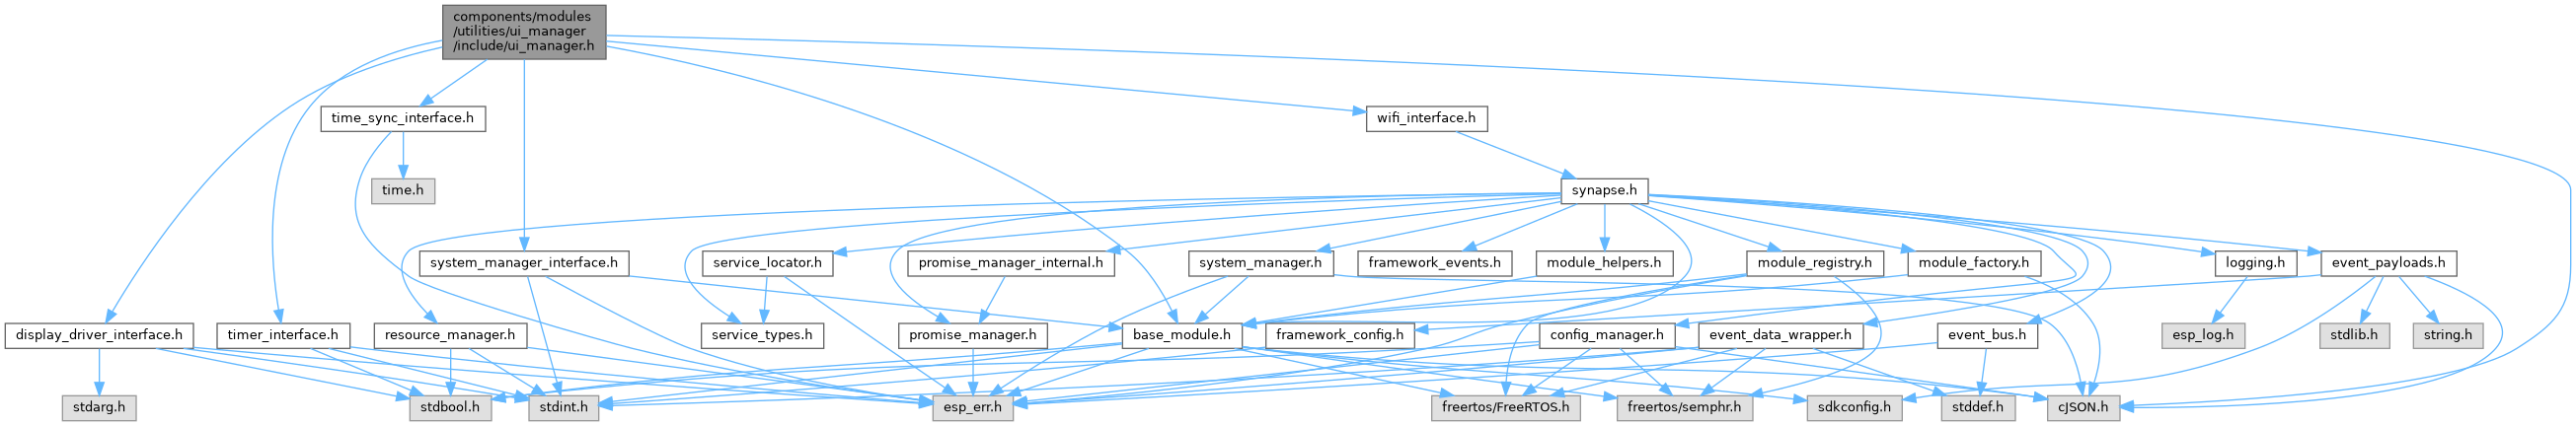 components/modules
/utilities/ui_manager
/include/ui_manager.h
time_sync_interface.h
wifi_interface.h
time.h
synapse.h
system_manager_interface.h
service_locator.h
promise_manager_internal.h
system_manager.h
framework_events.h
module_helpers.h
module_registry.h
module_factory.h
logging.h
event_payloads.h
display_driver_interface.h
timer_interface.h
resource_manager.h
service_types.h
promise_manager.h
base_module.h
framework_config.h
config_manager.h
event_data_wrapper.h
event_bus.h
esp_log.h
stdlib.h
string.h
stdarg.h
stdbool.h
stdint.h
esp_err.h
freertos/FreeRTOS.h
freertos/semphr.h
sdkconfig.h
stddef.h
cJSON.h